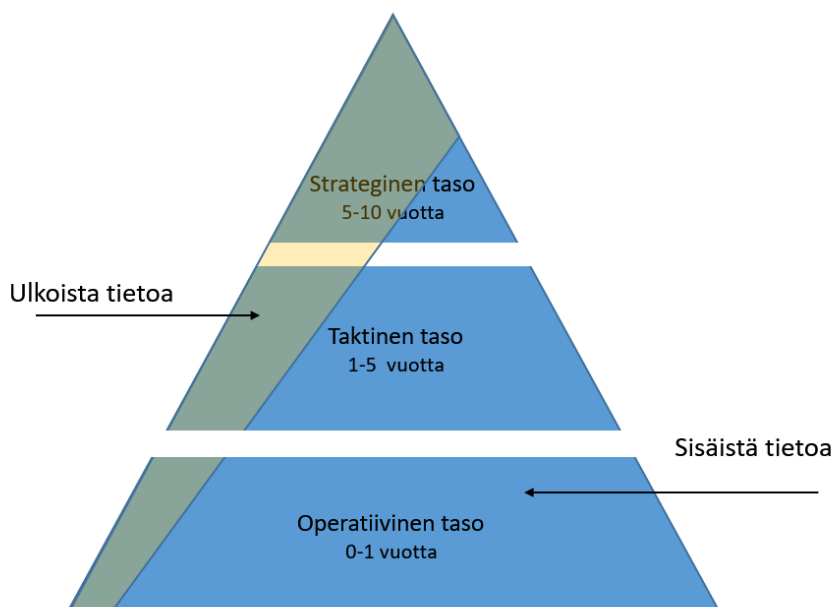 Strateginen taso
5-10 vuotta
Ulkoista tietoa
Taktinen taso
1-5 vuotta
Sisäistä tietoa
Operatiivinen taso
0-1 vuotta